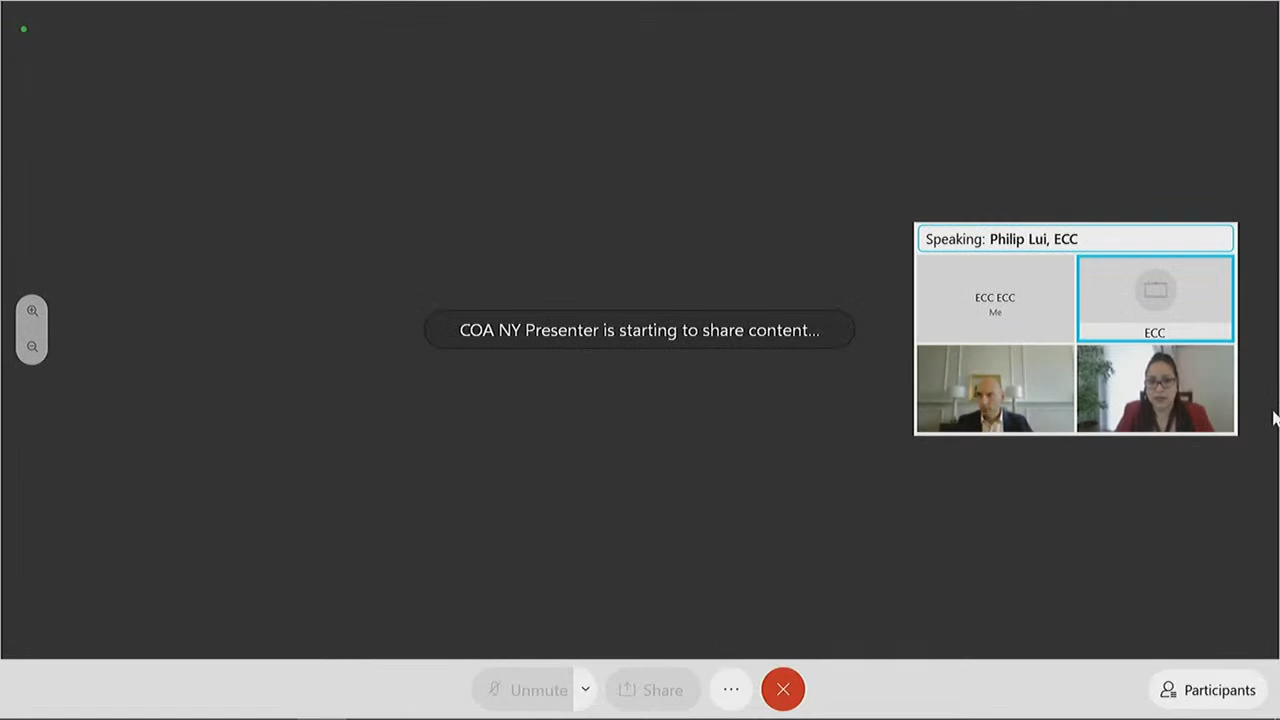 Speaking: Philip Lui, ECC
ECC ECC
Me
ECC
COA NY Presenter is starting to share content...
Unmute
Share
Participants